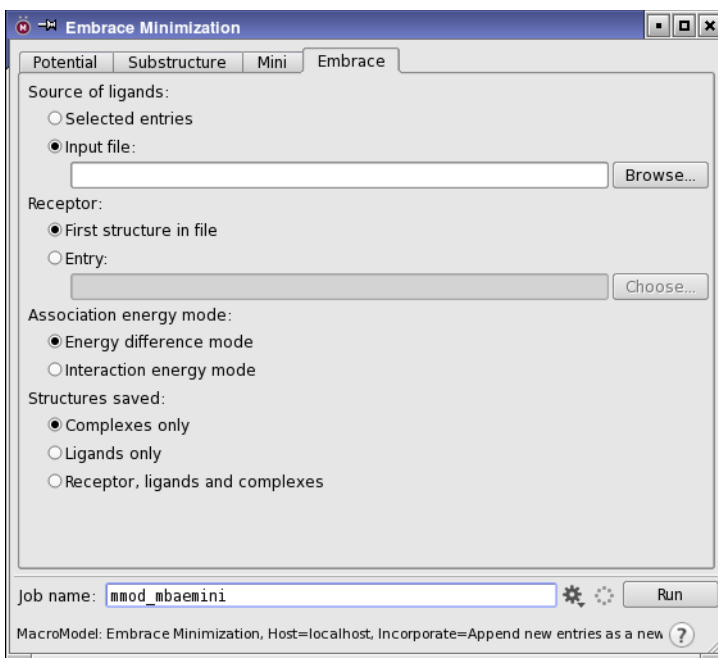 Embrace Minimization
Potential Substructure Mini Embrace
Source of ligands:
Selected entries
Input file:
Browse...
Receptor:
First structure in file
Entry:
Choose...
Association energy mode:
Energy difference mode
Interaction energy mode
Structures saved:
Complexes only
Ligands only
Receptor, ligands and complexes
Job name: mmod_mbaemini Run
MacroModel: Embrace Minimization, Host=localhost, Incorporate=Append new entries as a new ?